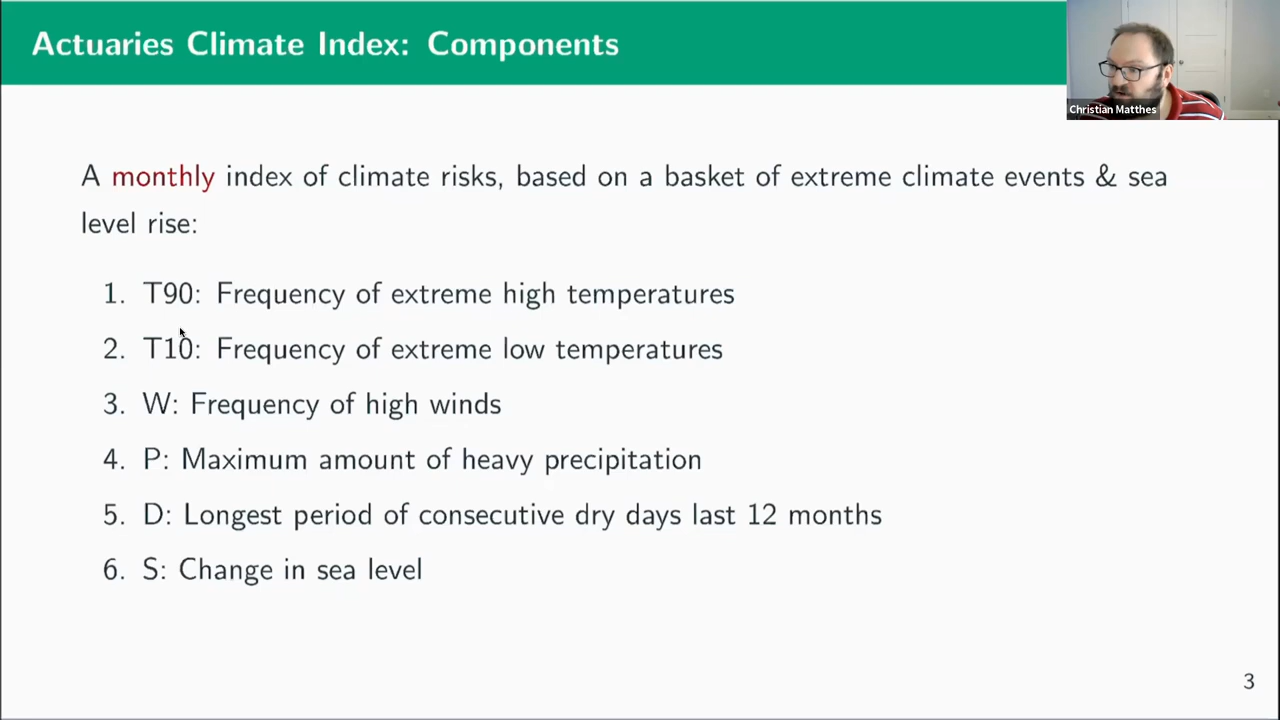 Actuaries Climate Index: Components
Christian Matthes
A monthly index of climate risks, based on a basket of extreme climate events & sea
level rise:
1. T90: Frequency of extreme high temperatures
2. T10: Frequency of extreme low temperatures
3. W: Frequency of high winds
4. P: Maximum amount of heavy precipitation
5. D: Longest period of consecutive dry days last 12 months
6. S: Change in sea level
3